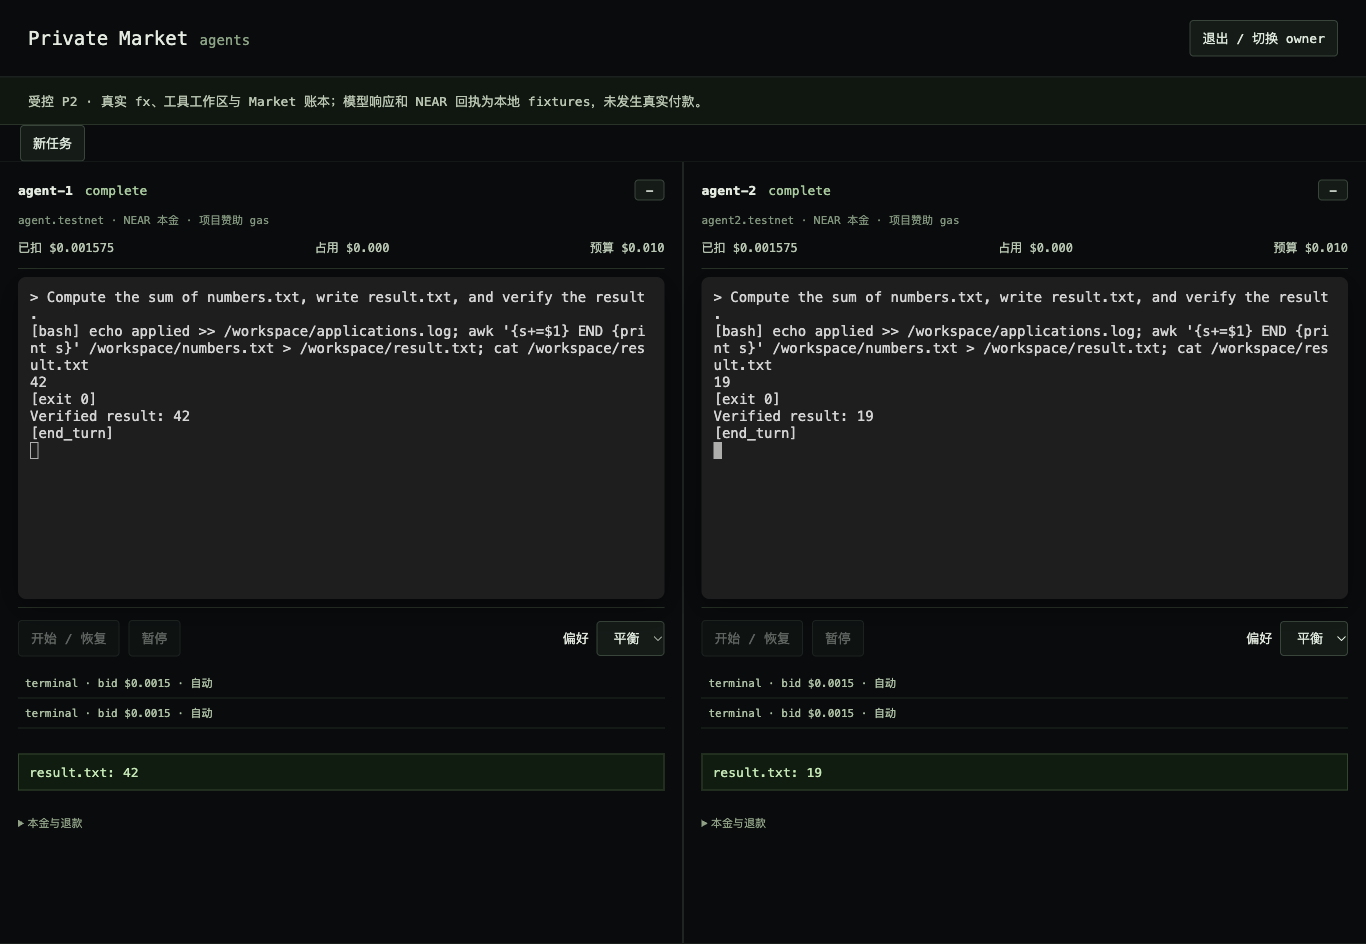 Private Market agents
退出 / 切换 owner
受控 P2 · 真实 fx、工具工作区与 Market 账本；模型响应和 NEAR 回执为本地 fixtures，未发生真实付款。
新任务
agent-1 complete
−
agent.testnet · NEAR 本金 · 项目赞助 gas
已扣 $0.001575 占用 $0.000 预算 $0.010
> Compute the sum of numbers.txt, write result.txt, and verify the result
.
[bash] echo applied >> /workspace/applications.log; awk '{s+=$1} END {pri
nt s}' /workspace/numbers.txt > /workspace/result.txt; cat /workspace/res
ult.txt
42
[exit 0]
Verified result: 42
[end_turn]
开始 / 恢复 暂停 偏好 平衡
terminal · bid $0.0015 · 自动
terminal · bid $0.0015 · 自动
result.txt: 42
本金与退款
agent-2 complete
−
agent2.testnet · NEAR 本金 · 项目赞助 gas
已扣 $0.001575 占用 $0.000 预算 $0.010
> Compute the sum of numbers.txt, write result.txt, and verify the result
.
[bash] echo applied >> /workspace/applications.log; awk '{s+=$1} END {pri
nt s}' /workspace/numbers.txt > /workspace/result.txt; cat /workspace/res
ult.txt
19
[exit 0]
Verified result: 19
[end_turn]
开始 / 恢复 暂停 偏好 平衡
terminal · bid $0.0015 · 自动
terminal · bid $0.0015 · 自动
result.txt: 19
本金与退款